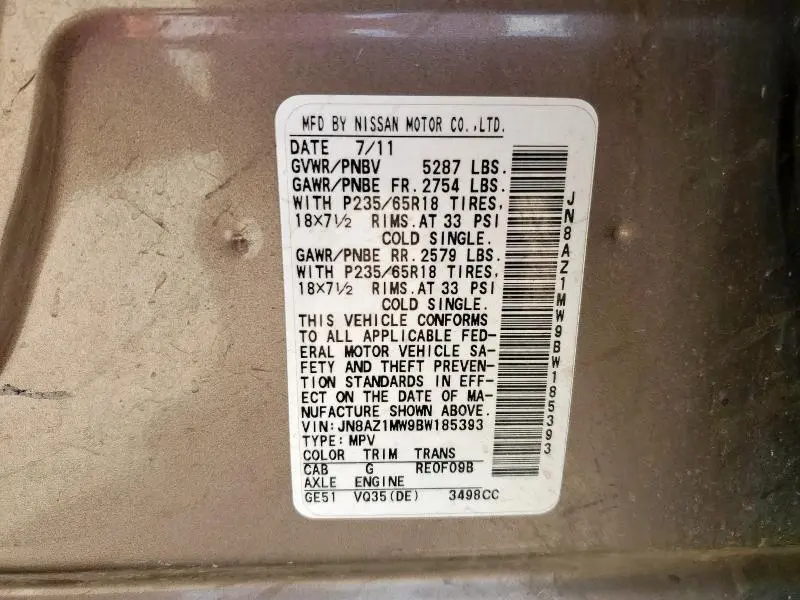 MFD BY NISSAN MOTOR CO.,LTD.
DATE 7/11
GVWR/PNBV 5287 LBS.
GAWR/PNBE FR. 2754 LBS.
WITH P235/65R18 TIRES,
18×7½ RIMS.AT 33 PSI
COLD SINGLE.
GAWR/PNBE RR. 2579 LBS.
WITH P235/65R18 TIRES,
18×7½ RIMS.AT 33 PSI
COLD SINGLE.
THIS VEHICLE CONFORMS
TO ALL APPLICABLE FED-
ERAL MOTOR VEHICLE SA-
FETY AND THEFT PREVEN-
TION STANDARDS IN EFF-
ECT ON THE DATE OF MA-
NUFACTURE SHOWN ABOVE.
VIN: JN8AZ1MW9BW185393
TYPE: MPV
COLOR TRIM TRANS
CAB G RE0F09B
AXLE ENGINE
GE51 VQ35(DE) 3498CC
JN8AZ1MW9BW185393